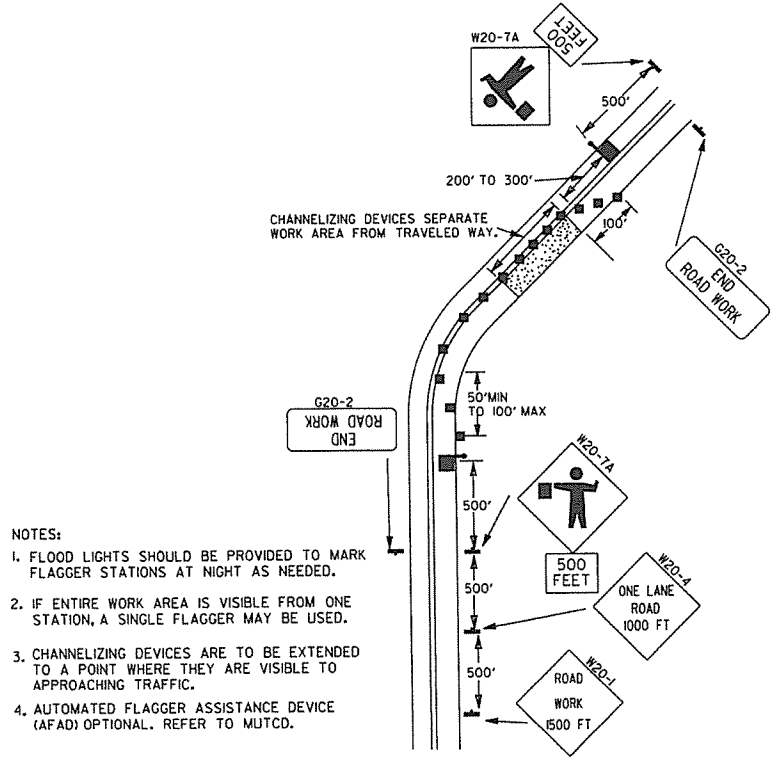 W20-7A
500
FEET
500'
200' TO 300'
CHANNELIZING DEVICES SEPARATE
WORK AREA FROM TRAVELED WAY.
100'
G20-2
END
ROAD WORK
50'MIN
TO 100' MAX
G20-2
END
ROAD WORK
W20-7A
500'
500
FEET
500'
W20-4
ONE LANE
ROAD
1000 FT
500'
W20-1
ROAD
WORK
1500 FT
NOTES:
1. FLOOD LIGHTS SHOULD BE PROVIDED TO MARK
FLAGGER STATIONS AT NIGHT AS NEEDED.
2. IF ENTIRE WORK AREA IS VISIBLE FROM ONE
STATION, A SINGLE FLAGGER MAY BE USED.
3. CHANNELIZING DEVICES ARE TO BE EXTENDED
TO A POINT WHERE THEY ARE VISIBLE TO
APPROACHING TRAFFIC.
4. AUTOMATED FLAGGER ASSISTANCE DEVICE
(AFAD) OPTIONAL. REFER TO MUTCD.